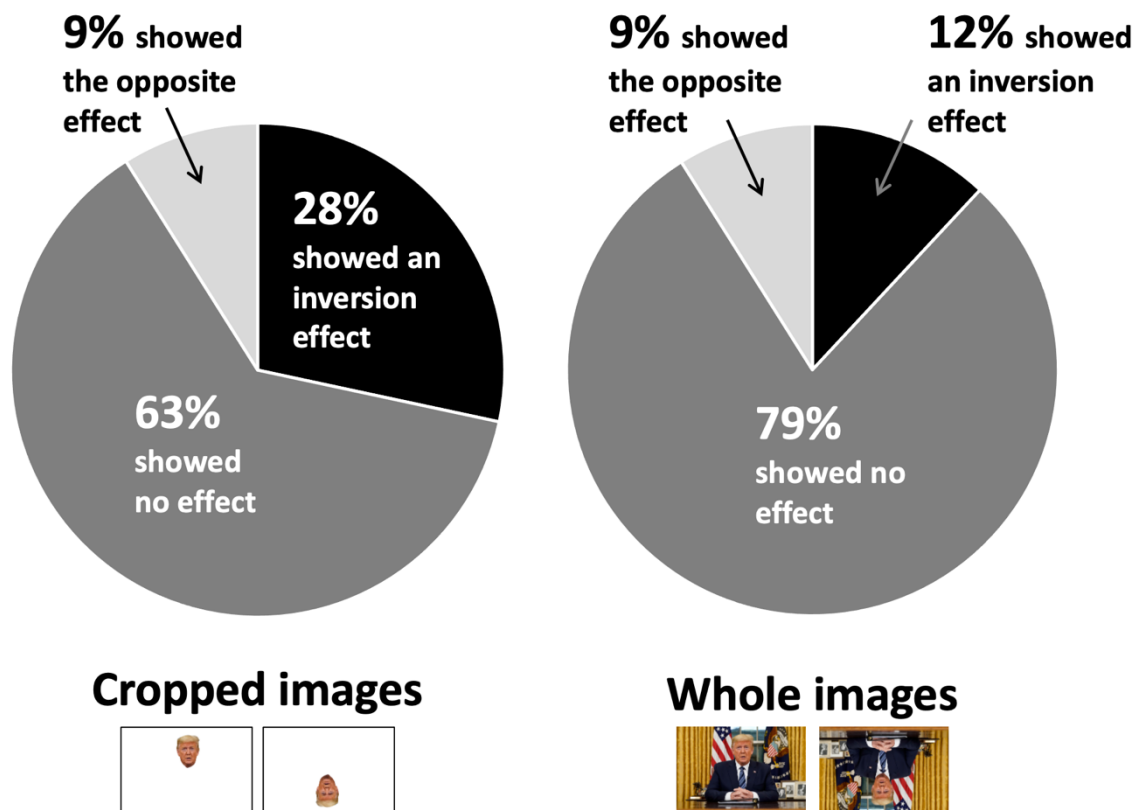 9% showed
the opposite
effect
28%
showed an
inversion
effect
63%
showed
no effect
Cropped images
9% showed
the opposite
effect
12% showed
an inversion
effect
79%
showed no
effect
Whole images